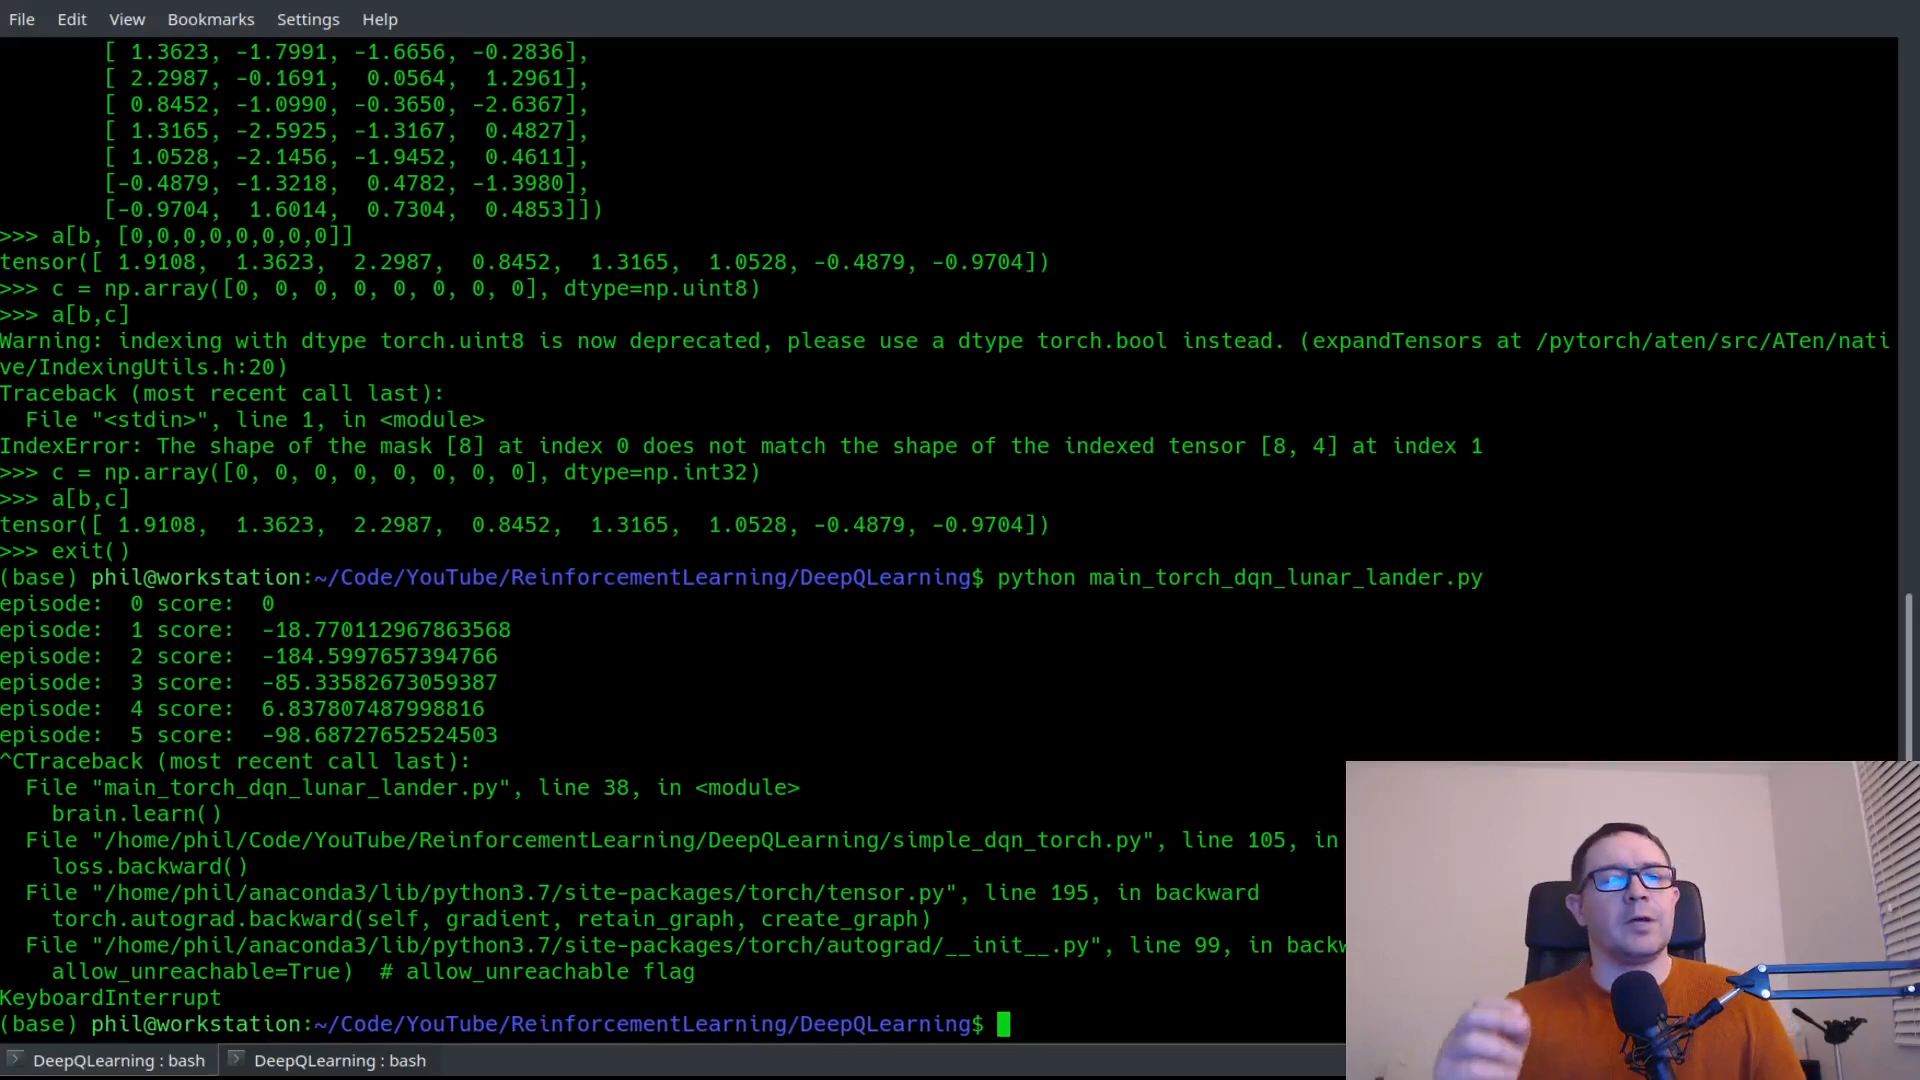 File Edit View Bookmarks Settings Help
[ 1.3623, -1.7991, -1.6656, -0.2836],
[ 2.2987, -0.1691, 0.0564, 1.2961],
[ 0.8452, -1.0990, -0.3650, -2.6367],
[ 1.3165, -2.5925, -1.3167, 0.4827],
[ 1.0528, -2.1456, -1.9452, 0.4611],
[-0.4879, -1.3218, 0.4782, -1.3980],
[-0.9704, 1.6014, 0.7304, 0.4853]])
>>> a[b, [0,0,0,0,0,0,0,0]]
tensor([ 1.9108, 1.3623, 2.2987, 0.8452, 1.3165, 1.0528, -0.4879, -0.9704])
>>> c = np.array([0, 0, 0, 0, 0, 0, 0, 0], dtype=np.uint8)
>>> a[b,c]
Warning: indexing with dtype torch.uint8 is now deprecated, please use a dtype torch.bool instead. (expandTensors at /pytorch/aten/src/ATen/nati
ve/IndexingUtils.h:20)
Traceback (most recent call last):
File "<stdin>", line 1, in <module>
IndexError: The shape of the mask [8] at index 0 does not match the shape of the indexed tensor [8, 4] at index 1
>>> c = np.array([0, 0, 0, 0, 0, 0, 0, 0], dtype=np.int32)
>>> a[b,c]
tensor([ 1.9108, 1.3623, 2.2987, 0.8452, 1.3165, 1.0528, -0.4879, -0.9704])
>>> exit()
(base) phil@workstation:~/Code/YouTube/ReinforcementLearning/DeepQLearning$ python main_torch_dqn_lunar_lander.py
episode: 0 score: 0
episode: 1 score: -18.770112967863568
episode: 2 score: -184.5997657394766
episode: 3 score: -85.33582673059387
episode: 4 score: 6.837807487998816
episode: 5 score: -98.68727652524503
^CTraceback (most recent call last):
File "main_torch_dqn_lunar_lander.py", line 38, in <module>
brain.learn()
File "/home/phil/Code/YouTube/ReinforcementLearning/DeepQLearning/simple_dqn_torch.py", line 105, in
loss.backward()
File "/home/phil/anaconda3/lib/python3.7/site-packages/torch/tensor.py", line 195, in backward
torch.autograd.backward(self, gradient, retain_graph, create_graph)
File "/home/phil/anaconda3/lib/python3.7/site-packages/torch/autograd/__init__.py", line 99, in backw
allow_unreachable=True) # allow_unreachable flag
KeyboardInterrupt
(base) phil@workstation:~/Code/YouTube/ReinforcementLearning/DeepQLearning$
DeepQLearning : bash DeepQLearning : bash